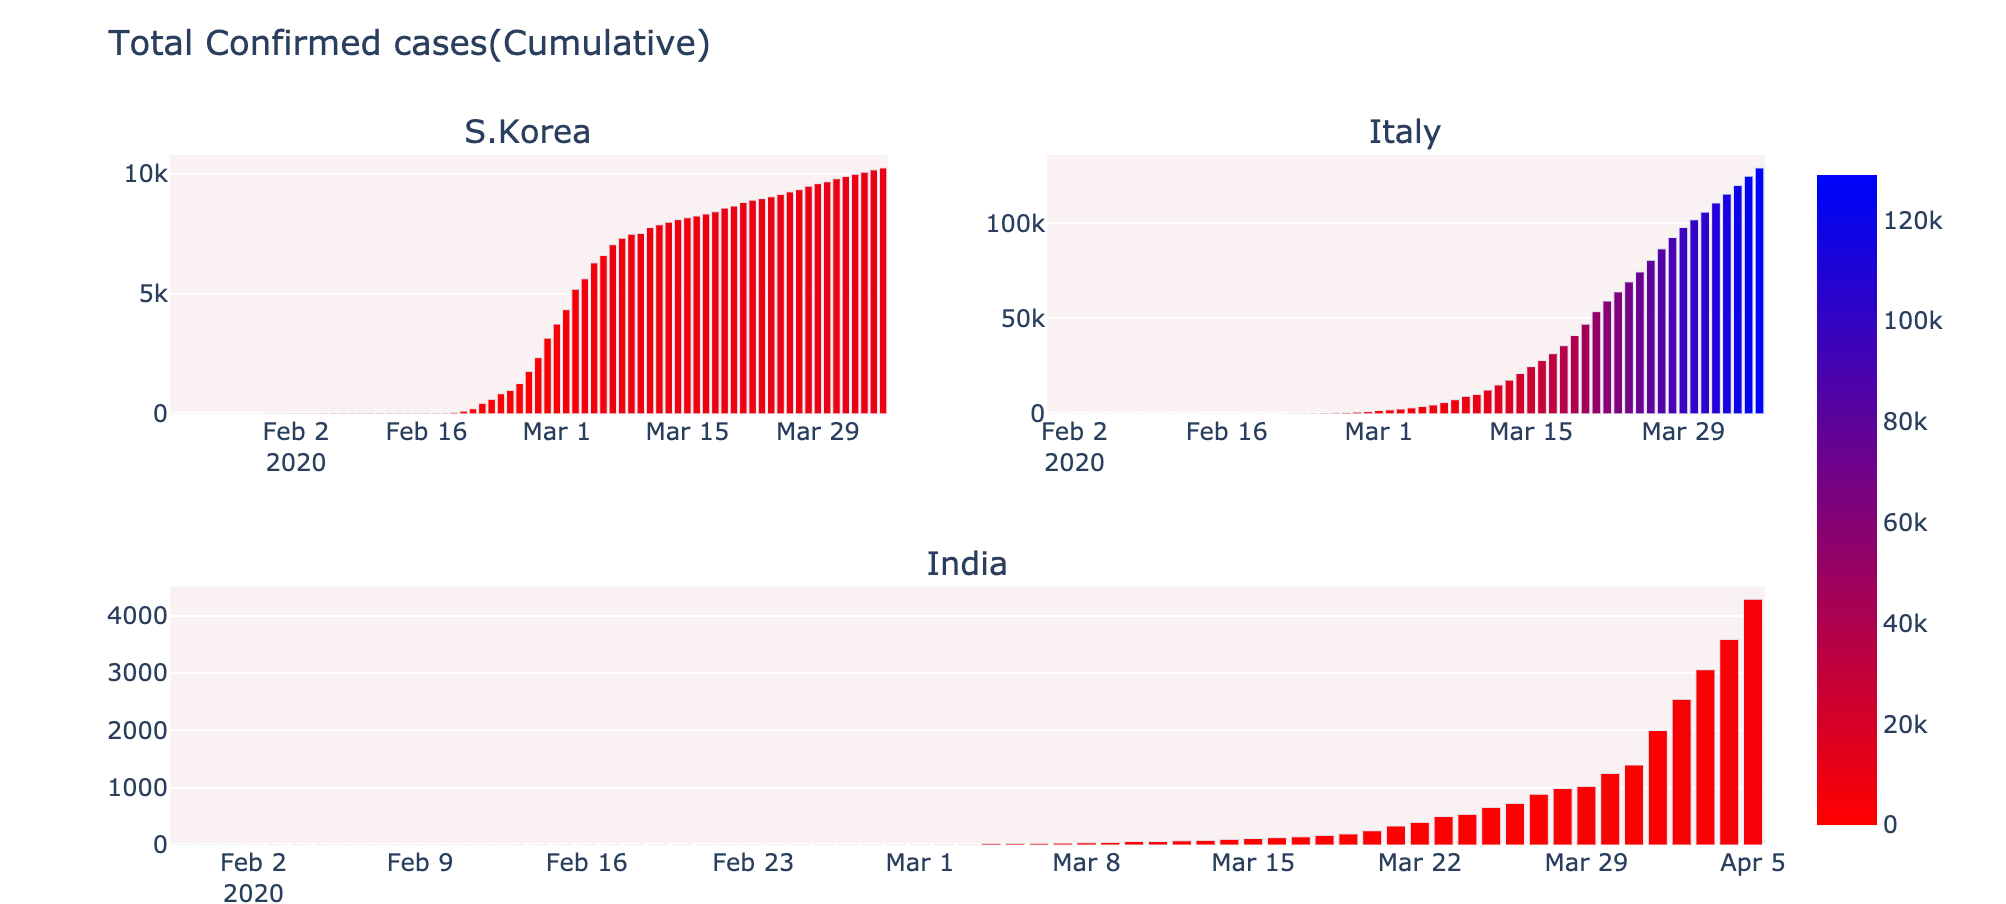 Total Confirmed cases(Cumulative)
S.Korea
10k
5k
0
Feb 2 Feb 16 Mar 1 Mar 15 Mar 29
2020
Italy
100k
50k
0
Feb 2 Feb 16 Mar 1 Mar 15 Mar 29
2020
120k
100k
80k
60k
40k
20k
0
India
4000
3000
2000
1000
0
Feb 2 Feb 9 Feb 16 Feb 23 Mar 1 Mar 8 Mar 15 Mar 22 Mar 29 Apr 5
2020